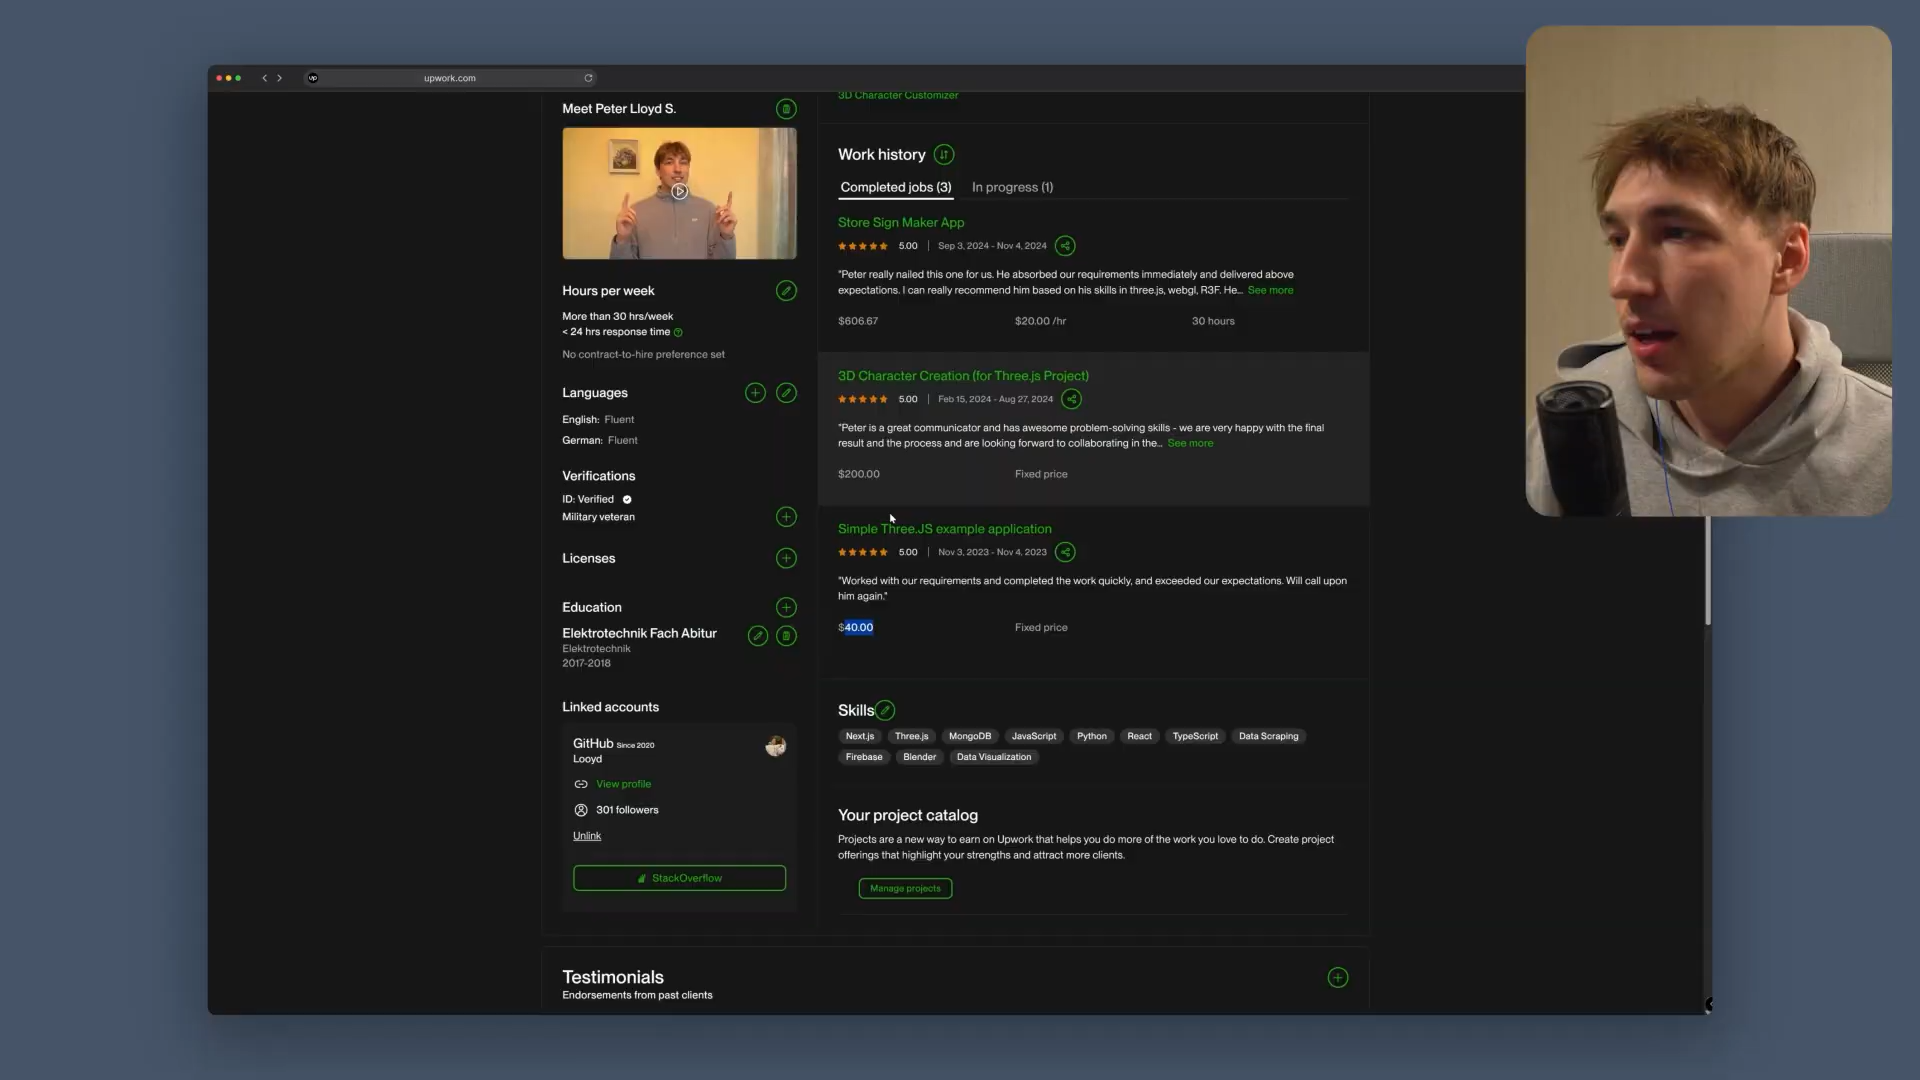 upwork.com
Meet Peter Lloyd S.
Hours per week
More than 30 hrs/week
< 24 hrs response time
No contract-to-hire preference set
Languages
English: Fluent
German: Fluent
Verifications
ID: Verified
Military veteran
Licenses
Education
Elektrotechnik Fach Abitur
Elektrotechnik
2017-2018
Linked accounts
GitHub Since 2020
Looyd
View profile
301 followers
Unlink
StackOverflow
3D Character Customizer
Work history
Completed jobs (3) In progress (1)
Store Sign Maker App
5.00 | Sep 3, 2024 - Nov 4, 2024
"Peter really nailed this one for us. He absorbed our requirements immediately and delivered above
expectations. I can really recommend him based on his skills in three.js, webgl, R3F. He... See more
$606.67 $20.00 /hr 30 hours
3D Character Creation (for Three.js Project)
5.00 | Feb 15, 2024 - Aug 27, 2024
"Peter is a great communicator and has awesome problem-solving skills - we are very happy with the final
result and the process and are looking forward to collaborating in the... See more
$200.00 Fixed price
Simple Three.JS example application
5.00 | Nov 3, 2023 - Nov 4, 2023
"Worked with our requirements and completed the work quickly, and exceeded our expectations. Will call upon
him again."
$40.00 Fixed price
Skills
Next.js Three.js MongoDB JavaScript Python React TypeScript Data Scraping
Firebase Blender Data Visualization
Your project catalog
Projects are a new way to earn on Upwork that helps you do more of the work you love to do. Create project
offerings that highlight your strengths and attract more clients.
Manage projects
Testimonials
Endorsements from past clients